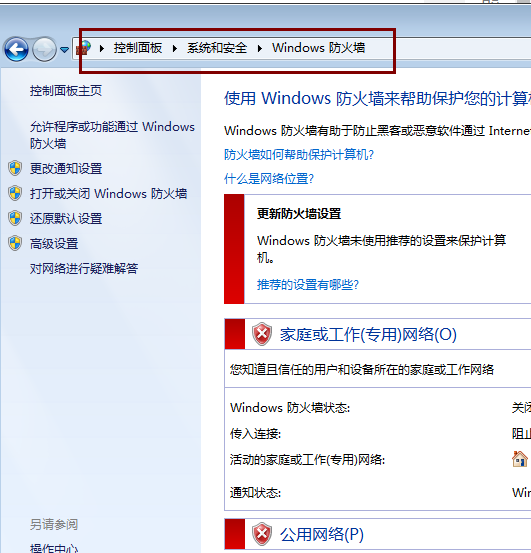 控制面板 ▸ 系统和安全 ▸ Windows 防火墙
控制面板主页
允许程序或功能通过 Windows
防火墙
更改通知设置
打开或关闭 Windows 防火墙
还原默认设置
高级设置
对网络进行疑难解答
另请参阅
操作中心
使用 Windows 防火墙来帮助保护您的计算机
Windows 防火墙有助于防止黑客或恶意软件通过 Interne
防火墙如何帮助保护计算机?
什么是网络位置?
更新防火墙设置
Windows 防火墙未使用推荐的设置来保护计算
机。
推荐的设置有哪些?
家庭或工作(专用)网络(O)
您知道且信任的用户和设备所在的家庭或工作网络
Windows 防火墙状态: 关闭
传入连接: 阻止
活动的家庭或工作(专用)网络:
通知状态: Win
公用网络(P)